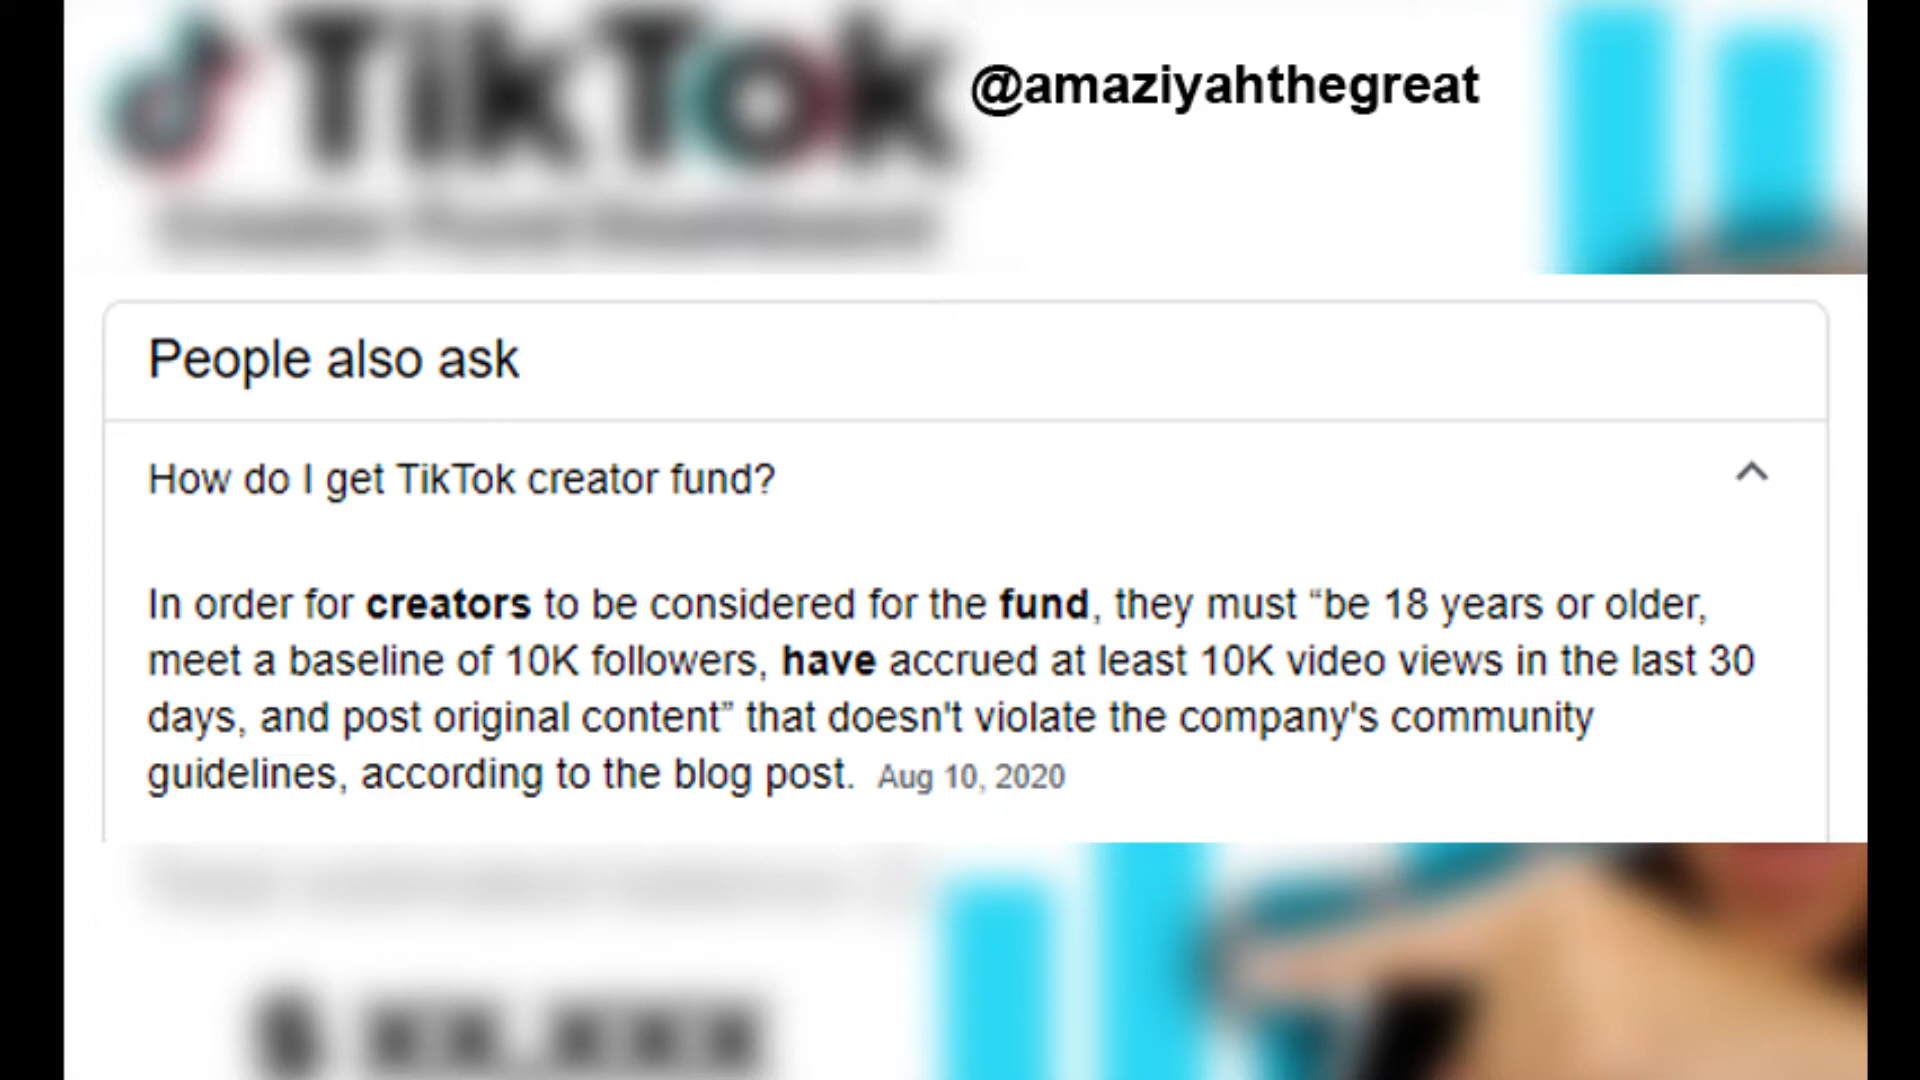 TikTok
@amaziyahthegreat
Creator Fund Dashboard
People also ask
How do I get TikTok creator fund?
In order for creators to be considered for the fund, they must “be 18 years or older,
meet a baseline of 10K followers, have accrued at least 10K video views in the last 30
days, and post original content” that doesn't violate the company's community
guidelines, according to the blog post. Aug 10, 2020